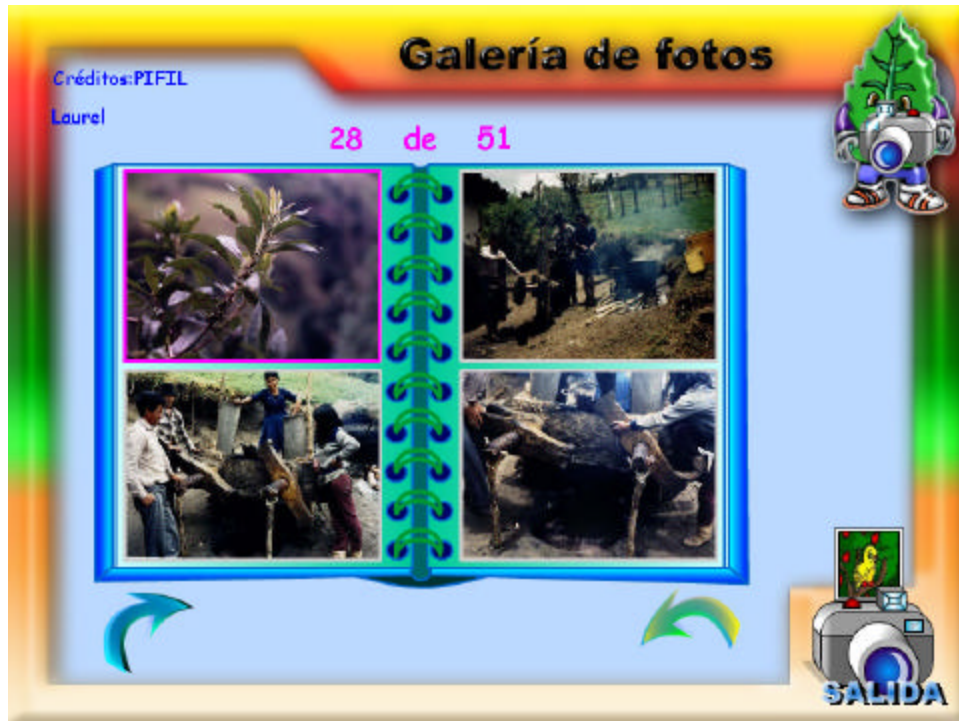 Galería de fotos
Créditos:PIFIL
Laurel
28 de 51
SALIDA